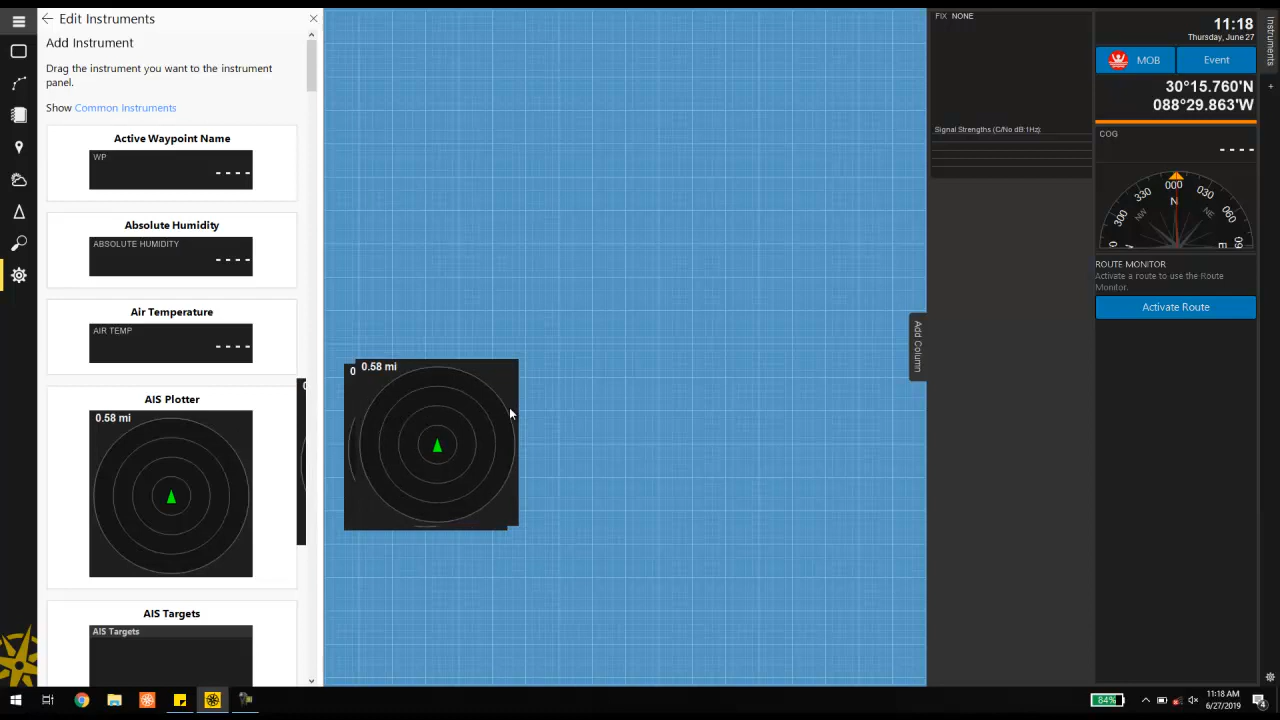 Edit Instruments
Add Instrument
Drag the instrument you want to the instrument
panel.
Show Common Instruments
Active Waypoint Name
WP
- - - -
Absolute Humidity
ABSOLUTE HUMIDITY
- - - -
Air Temperature
AIR TEMP
- - - -
AIS Plotter
0.58 mi
AIS Targets
AIS Targets
0
0.58 mi
Add Column
FIX NONE
Signal Strengths (C/No dB:1Hz):
11:18
Thursday, June 27
MOB
Event
30°15.760'N
088°29.863'W
COG
- - - -
300
330
000
030
060
NW
N
NE
E
ROUTE MONITOR
Activate a route to use the Route
Monitor.
Activate Route
Instruments
+
84%
11:18 AM
6/27/2019
4